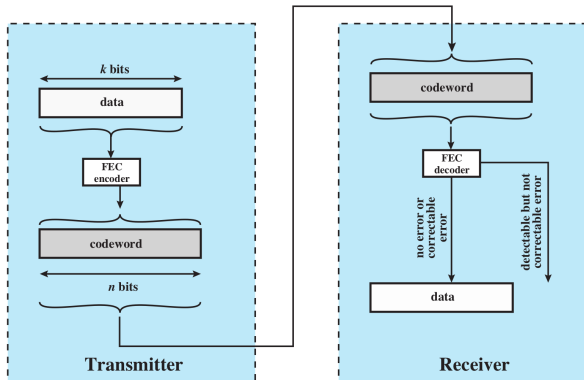 k bits
data
FEC
encoder
codeword
n bits
Transmitter
codeword
FEC
decoder
no error or
correctable
error
detectable but not
correctable error
data
Receiver